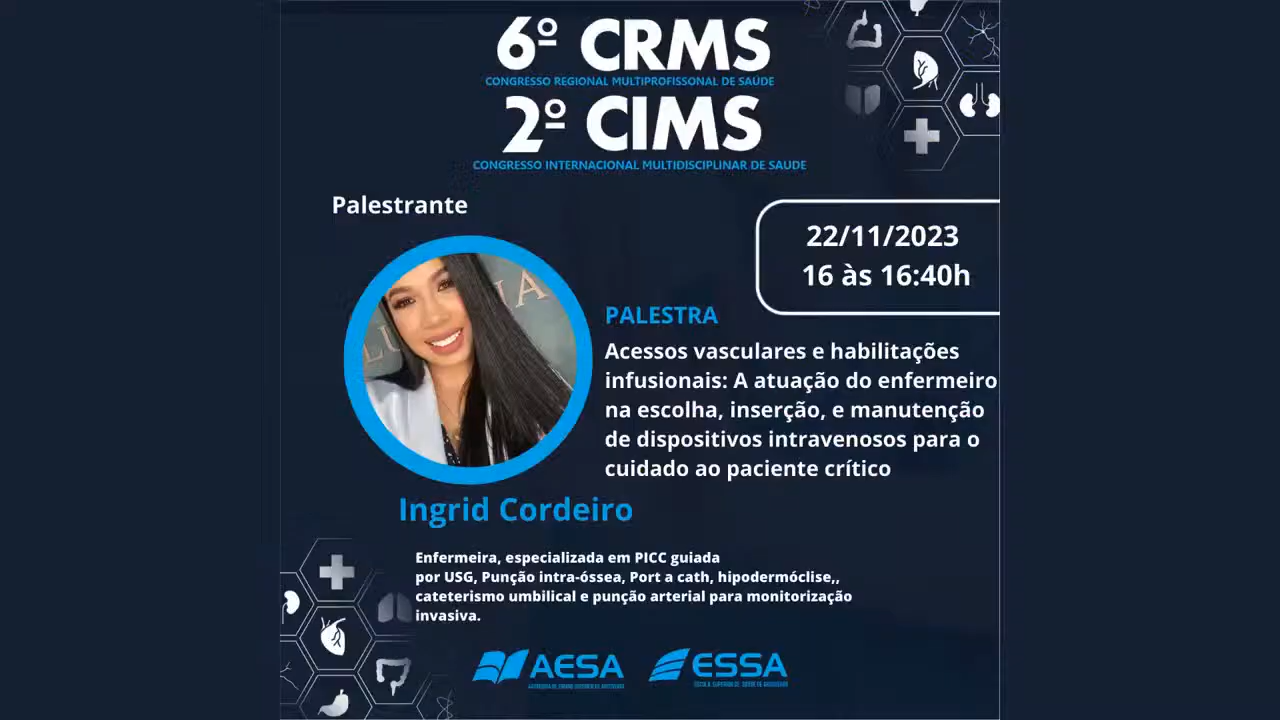 6º CRMS
CONGRESSO REGIONAL MULTIPROFISSONAL DE SAÚDE
2º CIMS
CONGRESSO INTERNACIONAL MULTIDISCIPLINAR DE SAUDE
Palestrante
22/11/2023
16 às 16:40h
PALESTRA
Acessos vasculares e habilitações
infusionais: A atuação do enfermeiro
na escolha, inserção, e manutenção
de dispositivos intravenosos para o
cuidado ao paciente crítico
Ingrid Cordeiro
Enfermeira, especializada em PICC guiada
por USG, Punção intra-óssea, Port a cath, hipodermóclise,,
cateterismo umbilical e punção arterial para monitorização
invasiva.
AESA
ESSA